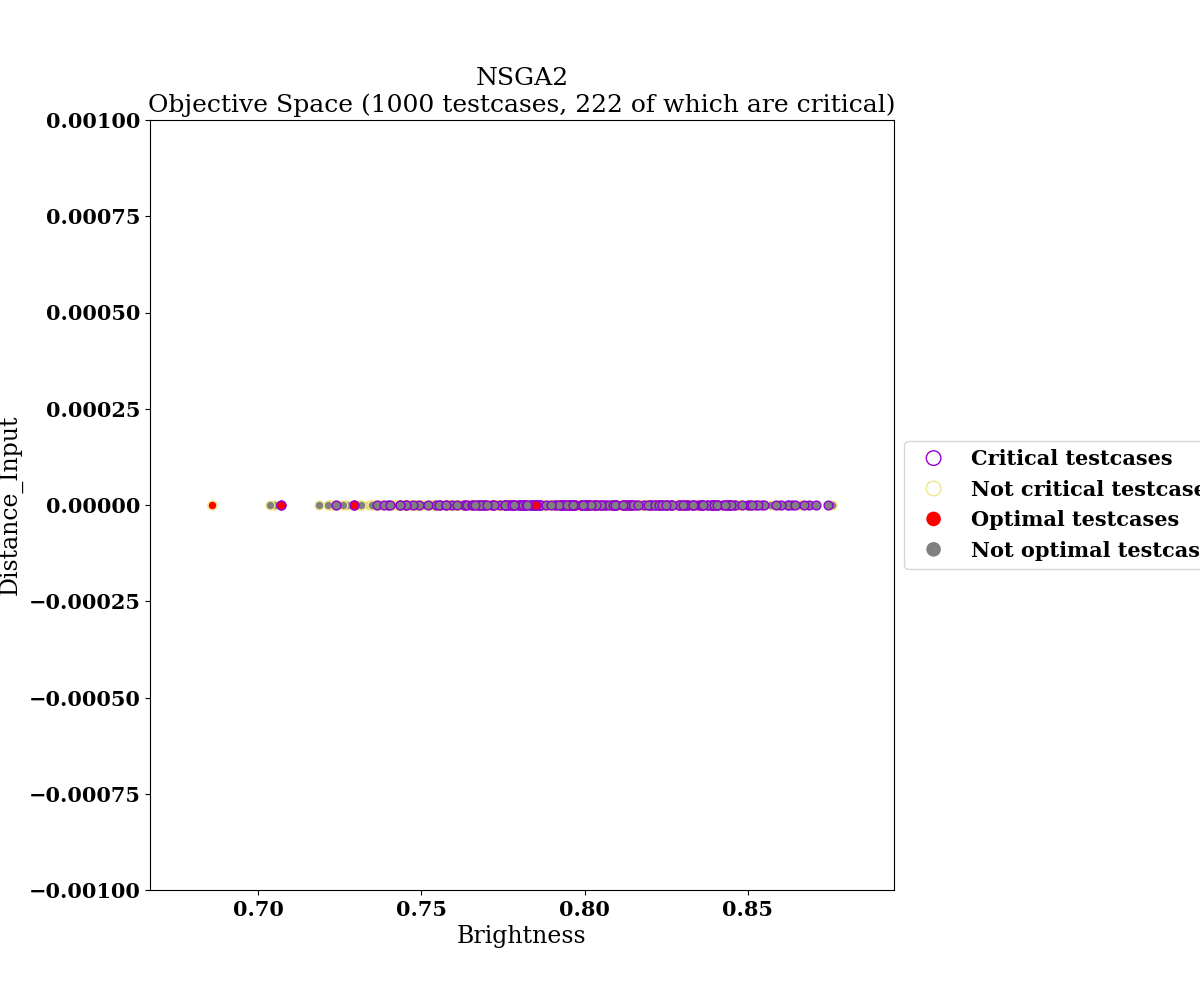 NSGA2
Objective Space (1000 testcases, 222 of which are critical)
0.00100
0.00075
0.00050
0.00025
0.00000
−0.00025
−0.00050
−0.00075
−0.00100
Distance_Input
0.70 0.75 0.80 0.85
Brightness
Critical testcases
Not critical testcase
Optimal testcases
Not optimal testcas